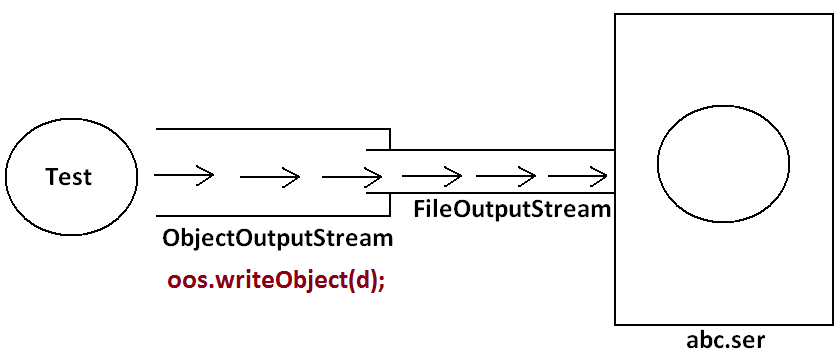 Test
ObjectOutputStream
FileOutputStream
oos.writeObject(d);
abc.ser